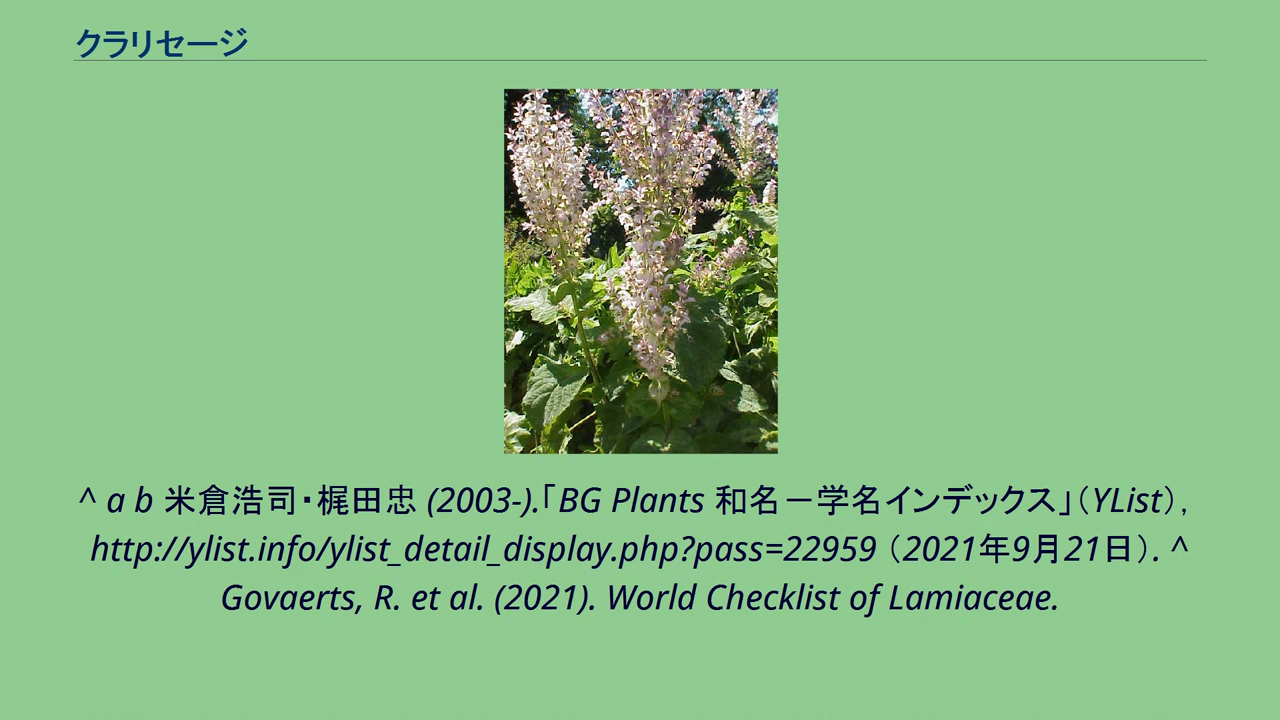 クラリセージ
^ a b 米倉浩司・梶田忠 (2003-).「BG Plants 和名－学名インデックス」（YList），
http://ylist.info/ylist_detail_display.php?pass=22959（2021年9月21日）. ^
Govaerts, R. et al. (2021). World Checklist of Lamiaceae.